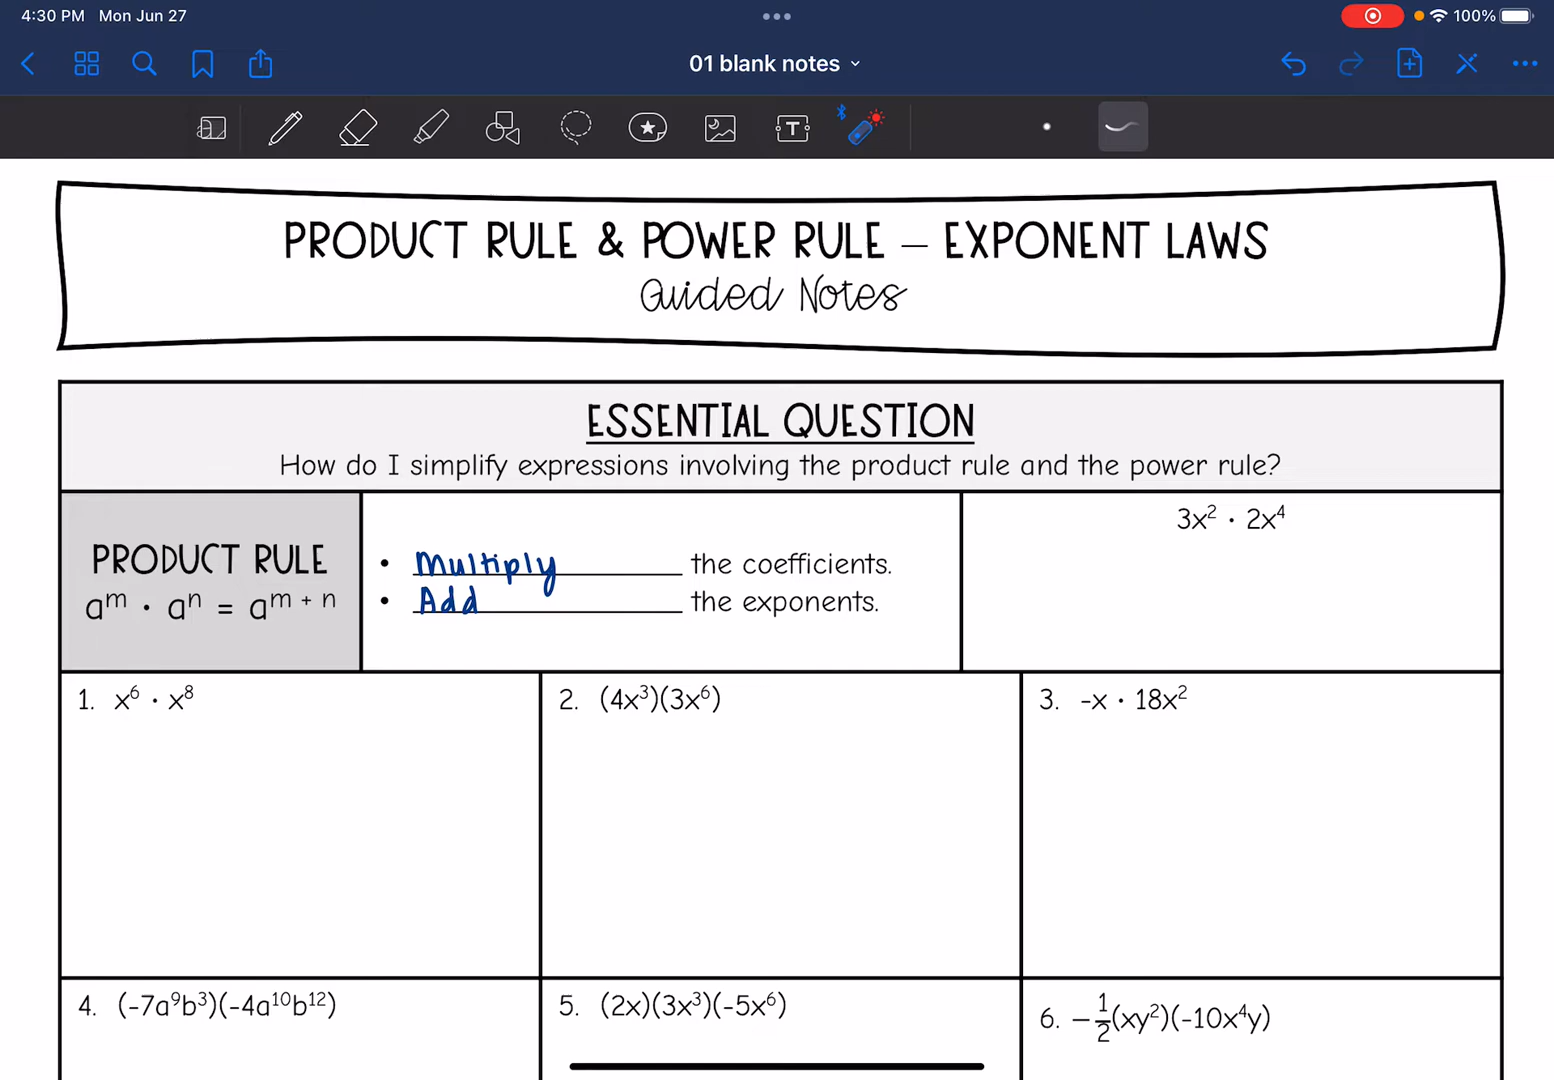 4:30 PM Mon Jun 27
100%
01 blank notes
T
PRODUCT RULE & POWER RULE – EXPONENT LAWS
Guided Notes
ESSENTIAL QUESTION
How do I simplify expressions involving the product rule and the power rule?
PRODUCT RULE
aᵐ · aⁿ = aᵐ ⁺ ⁿ
• Multiply the coefficients.
• Add the exponents.
3x² · 2x⁴
1. x⁶ · x⁸
2. (4x³)(3x⁶)
3. -x · 18x²
4. (-7a⁹b³)(-4a¹⁰b¹²)
5. (2x)(3x³)(-5x⁶)
6. –½(xy²)(-10x⁴y)